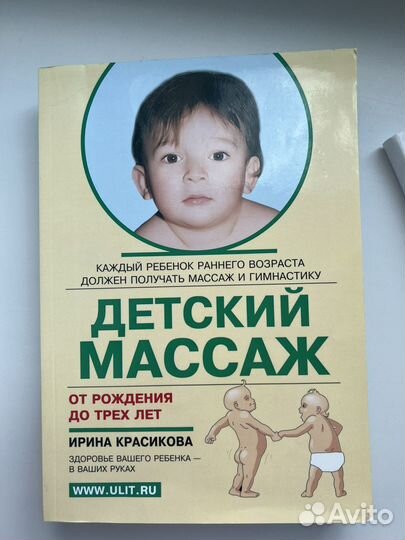 КАЖДЫЙ РЕБЕНОК РАННЕГО ВОЗРАСТА
ДОЛЖЕН ПОЛУЧАТЬ МАССАЖ И ГИМНАСТИКУ
ДЕТСКИЙ
МАССАЖ
ОТ РОЖДЕНИЯ
ДО ТРЕХ ЛЕТ
ИРИНА КРАСИКОВА
ЗДОРОВЬЕ ВАШЕГО РЕБЕНКА —
В ВАШИХ РУКАХ
WWW.ULIT.RU
Avito